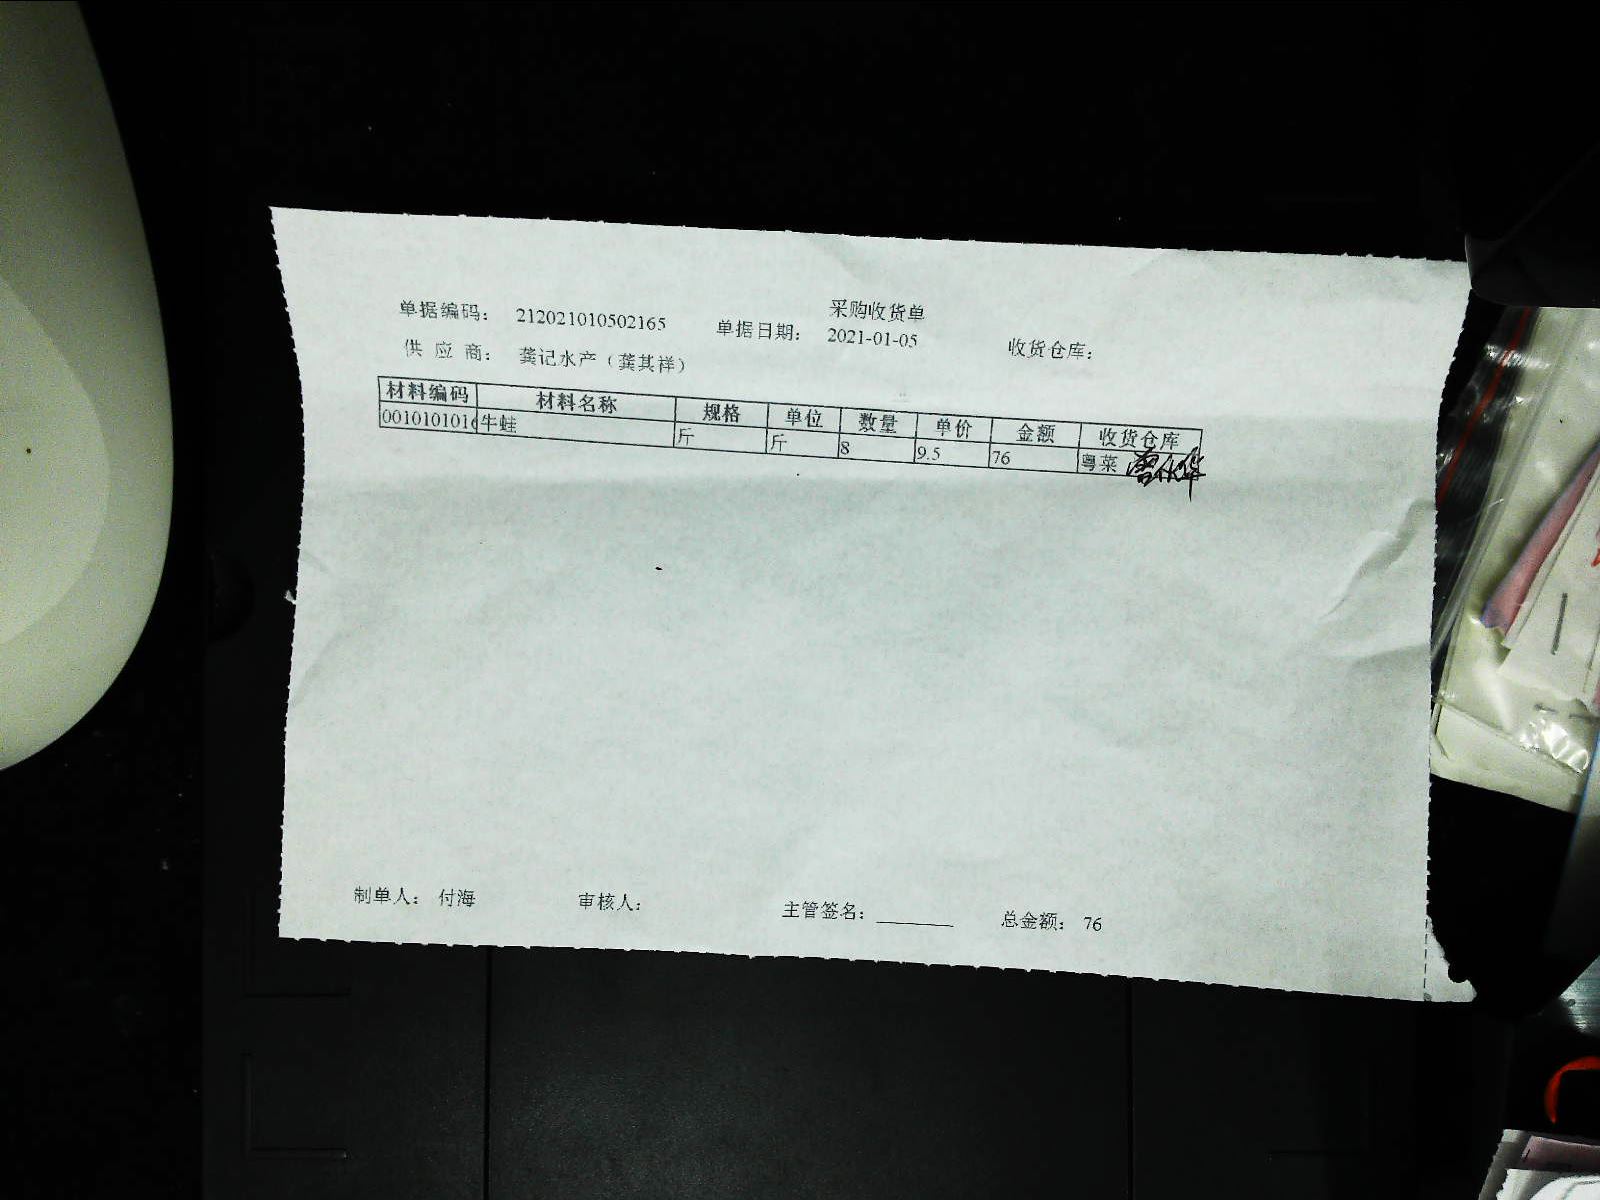 采购收货单
单据编码： 212021010502165 单据日期： 2021-01-05 收货仓库：
供 应 商： 龚记水产（龚其祥）
材料编码 材料名称 规格 单位 数量 单价 金额 收货仓库
001010101 牛蛙 斤 斤 8 9.5 76 粤菜
制单人： 付海 审核人： 主管签名： 总金额： 76